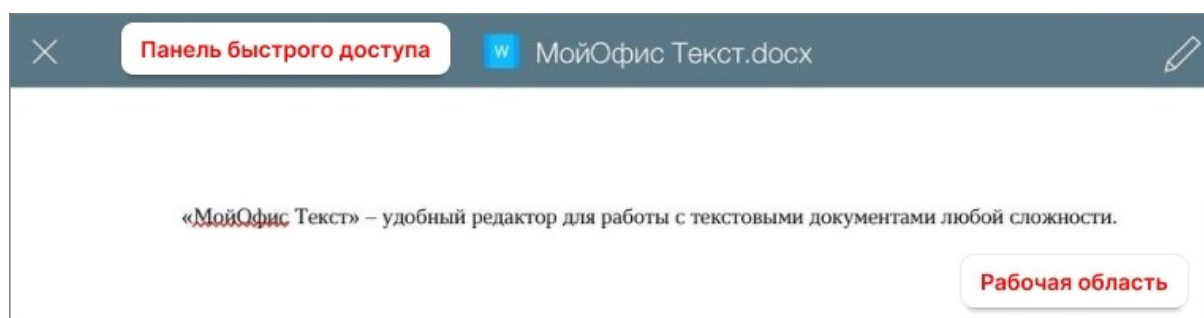 Панель быстрого доступа
W МойОфис Текст.docx
«МойОфис Текст» – удобный редактор для работы с текстовыми документами любой сложности.
Рабочая область